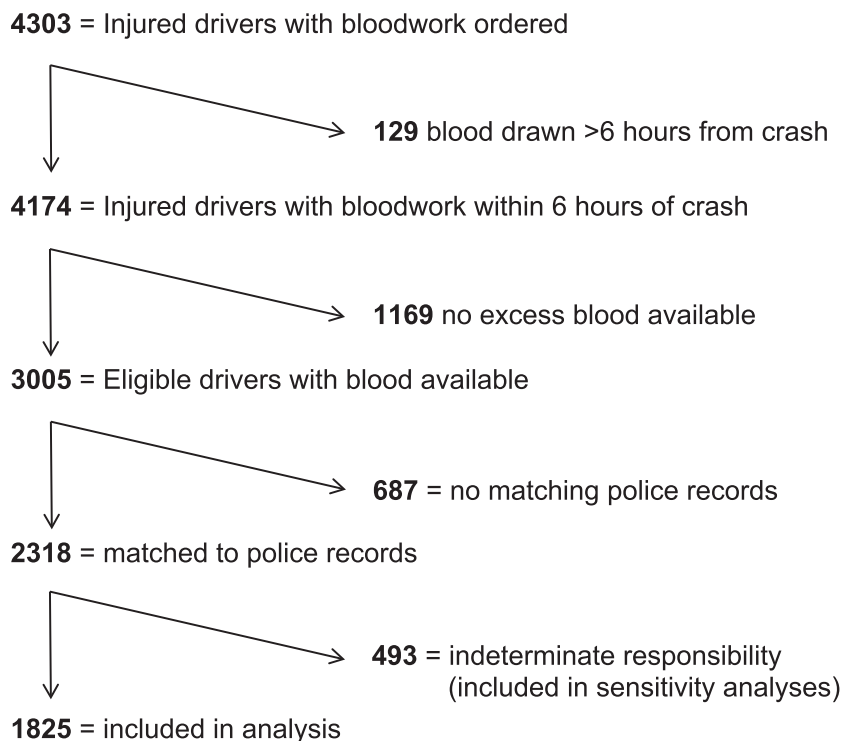 4303 = Injured drivers with bloodwork ordered
129 blood drawn >6 hours from crash
4174 = Injured drivers with bloodwork within 6 hours of crash
1169 no excess blood available
3005 = Eligible drivers with blood available
687 = no matching police records
2318 = matched to police records
493 = indeterminate responsibility
(included in sensitivity analyses)
1825 = included in analysis